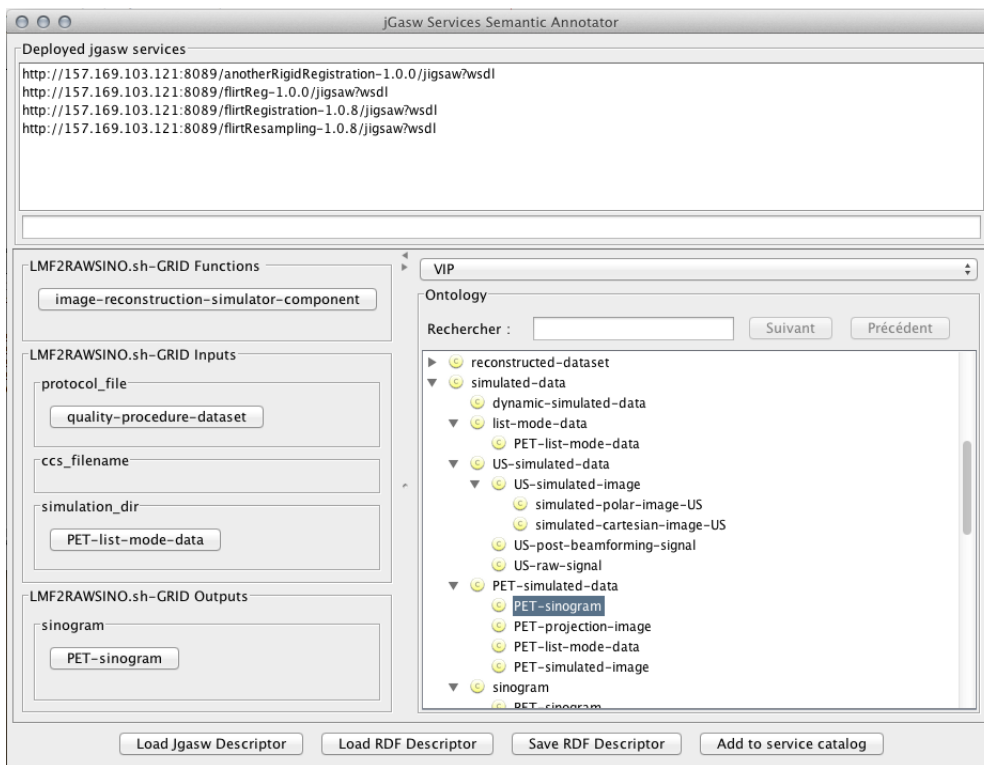 jGasw Services Semantic Annotator
Deployed jgasw services
http://157.169.103.121:8089/anotherRigidRegistration-1.0.0/jigsaw?wsdl
http://157.169.103.121:8089/flirtReg-1.0.0/jigsaw?wsdl
http://157.169.103.121:8089/flirtRegistration-1.0.8/jigsaw?wsdl
http://157.169.103.121:8089/flirtResampling-1.0.8/jigsaw?wsdl
LMF2RAWSINO.sh-GRID Functions
image-reconstruction-simulator-component
LMF2RAWSINO.sh-GRID Inputs
protocol_file
quality-procedure-dataset
ccs_filename
simulation_dir
PET-list-mode-data
LMF2RAWSINO.sh-GRID Outputs
sinogram
PET-sinogram
VIP
Ontology
Rechercher :
Suivant
Précédent
reconstructed-dataset
simulated-data
dynamic-simulated-data
list-mode-data
PET-list-mode-data
US-simulated-data
US-simulated-image
simulated-polar-image-US
simulated-cartesian-image-US
US-post-beamforming-signal
US-raw-signal
PET-simulated-data
PET-sinogram
PET-projection-image
PET-list-mode-data
PET-simulated-image
sinogram
PET-sinogram
Load Jgasw Descriptor
Load RDF Descriptor
Save RDF Descriptor
Add to service catalog